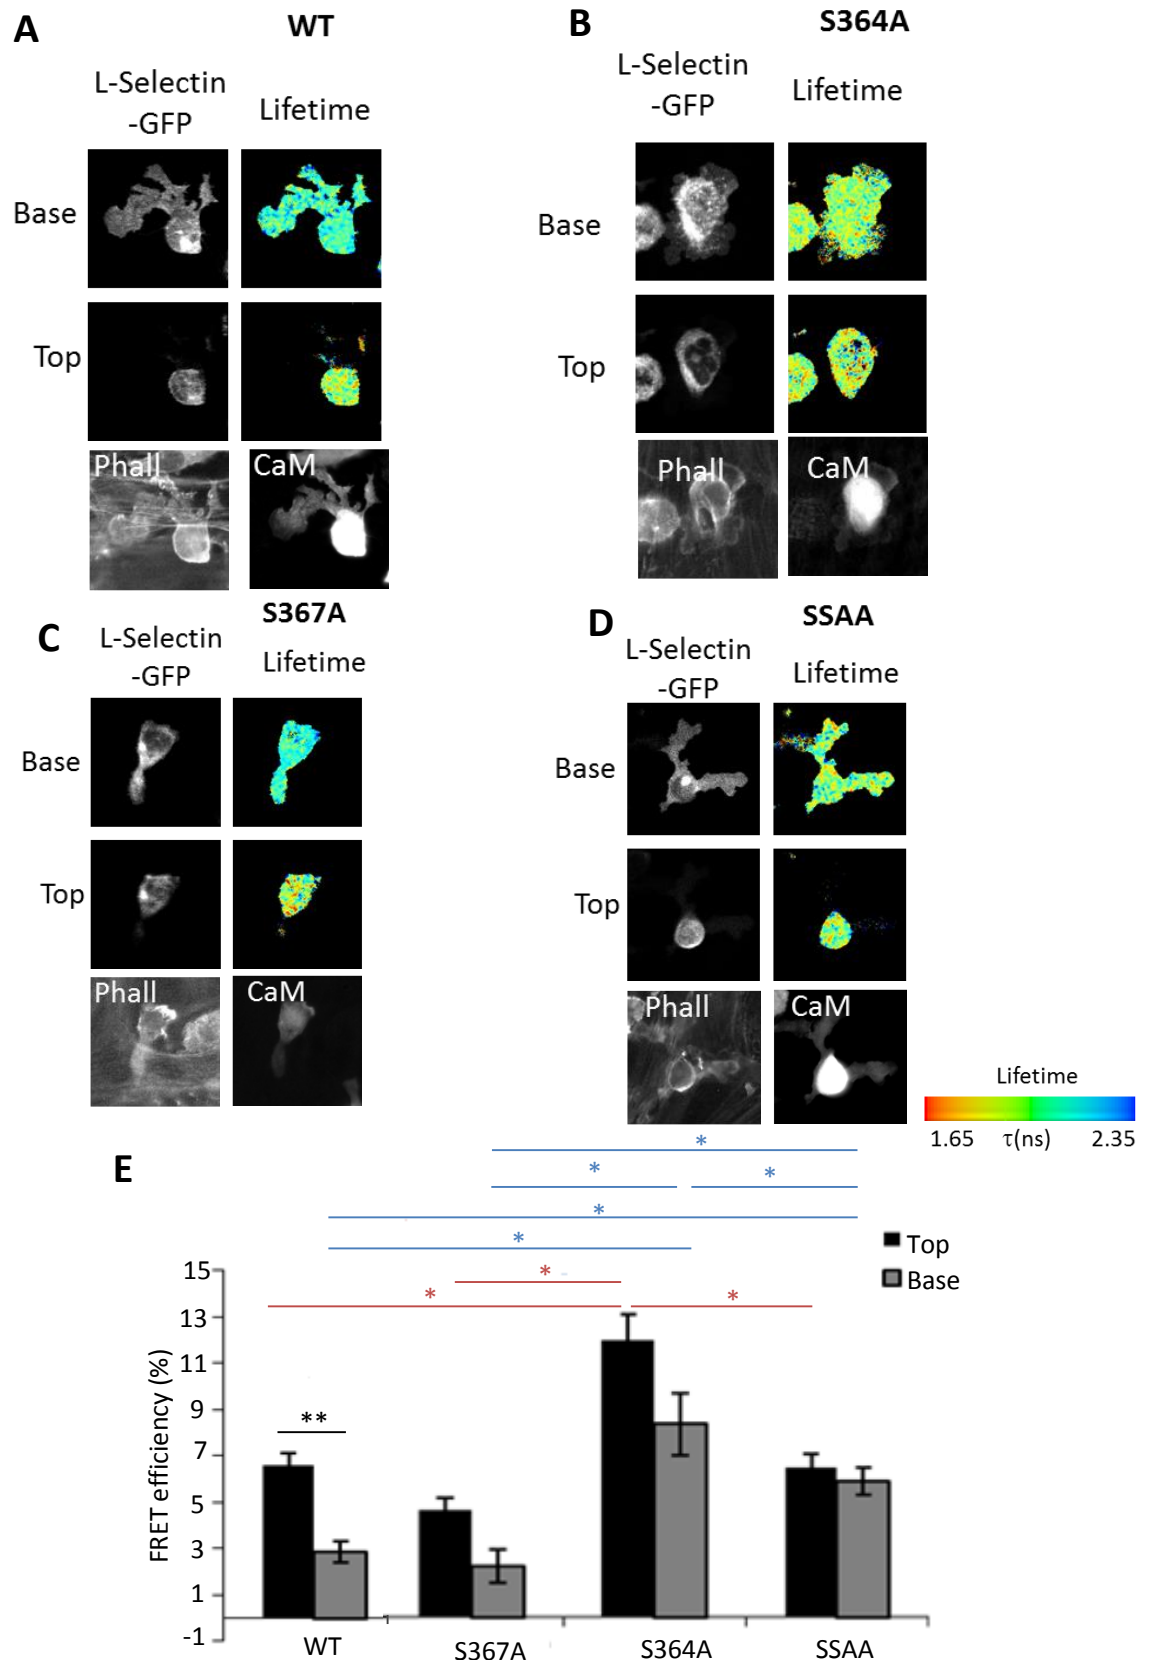 A
WT
L-Selectin
-GFP
Lifetime
Base
Top
Phall
CaM
B
S364A
L-Selectin
-GFP
Lifetime
Base
Top
Phall
CaM
C
S367A
L-Selectin
-GFP
Lifetime
Base
Top
Phall
CaM
D
SSAA
L-Selectin
-GFP
Lifetime
Base
Top
Phall
CaM
Lifetime
1.65 τ(ns) 2.35
E
*
* *
*
*
*
* *
**
Top
Base
FRET efficiency (%)
15
13
11
9
7
5
3
1
-1
WT S367A S364A SSAA